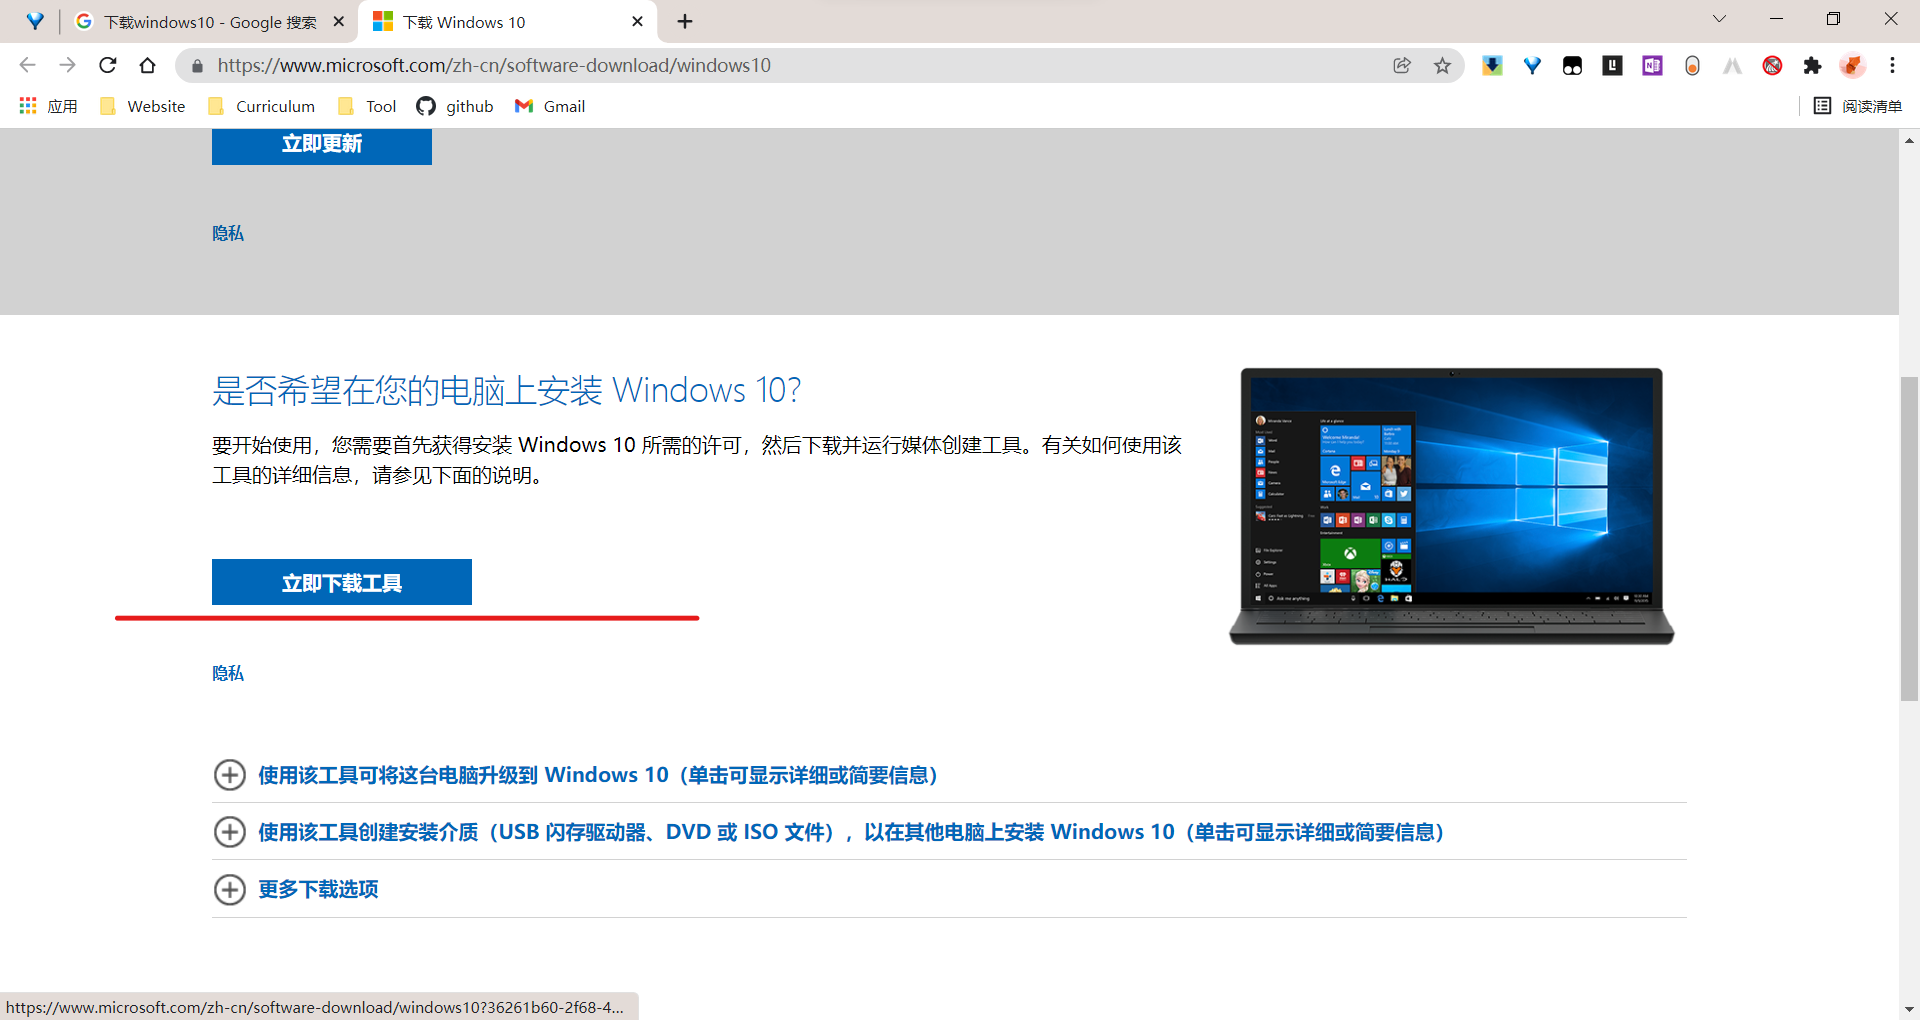 下载windows10 - Google 搜索
下载 Windows 10
https://www.microsoft.com/zh-cn/software-download/windows10
应用
Website
Curriculum
Tool
github
Gmail
阅读清单
立即更新
隐私
是否希望在您的电脑上安装 Windows 10?
要开始使用，您需要首先获得安装 Windows 10 所需的许可，然后下载并运行媒体创建工具。有关如何使用该
工具的详细信息，请参见下面的说明。
立即下载工具
隐私
使用该工具可将这台电脑升级到 Windows 10（单击可显示详细或简要信息）
使用该工具创建安装介质（USB 闪存驱动器、DVD 或 ISO 文件），以在其他电脑上安装 Windows 10（单击可显示详细或简要信息）
更多下载选项
https://www.microsoft.com/zh-cn/software-download/windows10?36261b60-2f68-4...